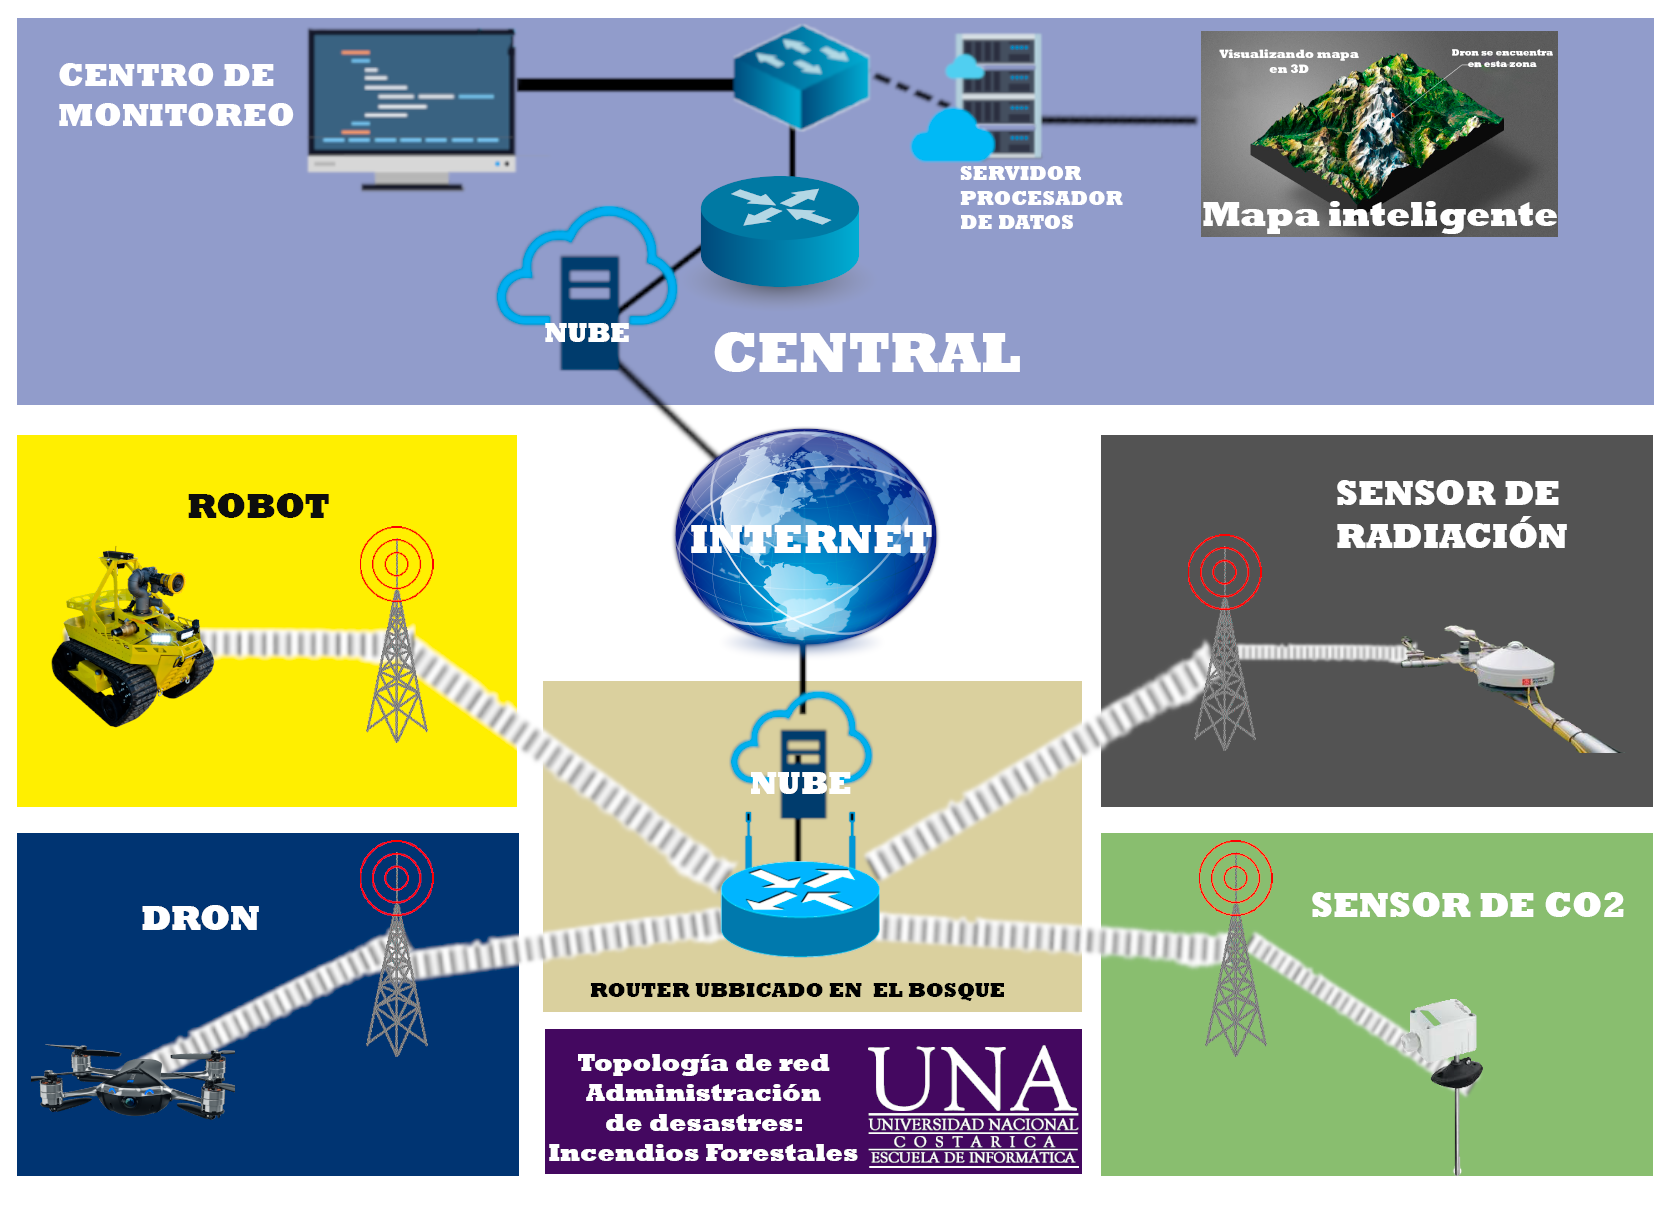 CENTRO DE
MONITOREO
SERVIDOR
PROCESADOR
DE DATOS
Visualizando mapa
en 3D
Dron se encuentra
en esta zona
Mapa inteligente
NUBE
CENTRAL
INTERNET
ROBOT
SENSOR DE
RADIACIÓN
NUBE
DRON
SENSOR DE CO2
ROUTER UBBICADO EN EL BOSQUE
Topología de red
Administración
de desastres:
Incendios Forestales
UNA
UNIVERSIDAD NACIONAL
COSTA RICA
ESCUELA DE INFORMÁTICA